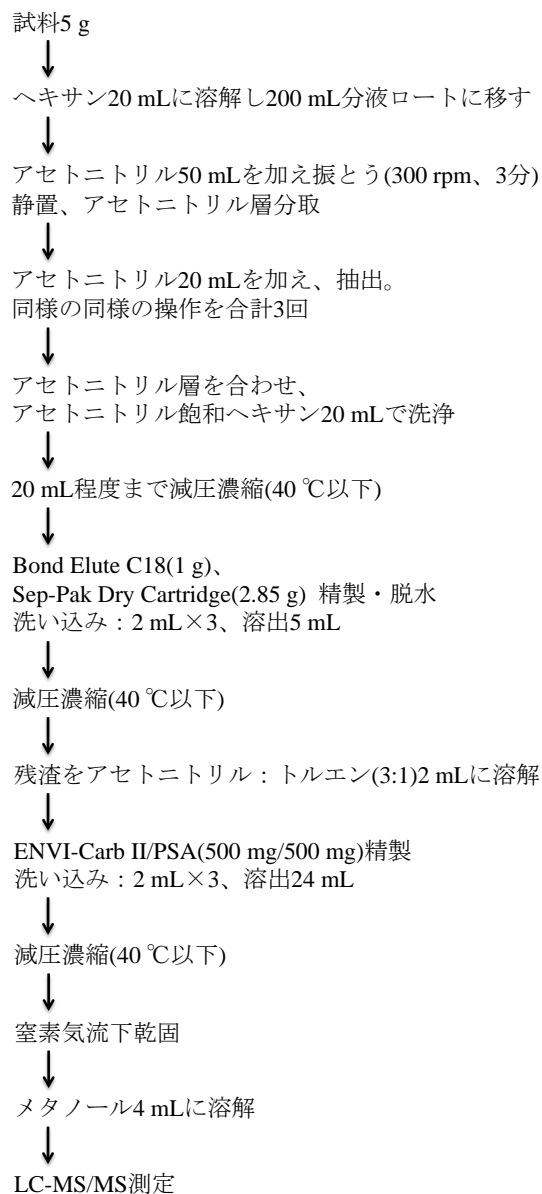 試料5 g
ヘキサン20 mLに溶解し200 mL分液ロートに移す
アセトニトリル50 mLを加え振とう(300 rpm、3分)
静置、アセトニトリル層分取
アセトニトリル20 mLを加え、抽出。
同様の同様の操作を合計3回
アセトニトリル層を合わせ、
アセトニトリル飽和ヘキサン20 mLで洗浄
20 mL程度まで減圧濃縮(40 ℃以下)
Bond Elute C18(1 g)、
Sep-Pak Dry Cartridge(2.85 g) 精製・脱水
洗い込み：2 mL×3、溶出5 mL
減圧濃縮(40 ℃以下)
残渣をアセトニトリル：トルエン(3:1)2 mLに溶解
ENVI-Carb II/PSA(500 mg/500 mg)精製
洗い込み：2 mL×3、溶出24 mL
減圧濃縮(40 ℃以下)
窒素気流下乾固
メタノール4 mLに溶解
LC-MS/MS測定